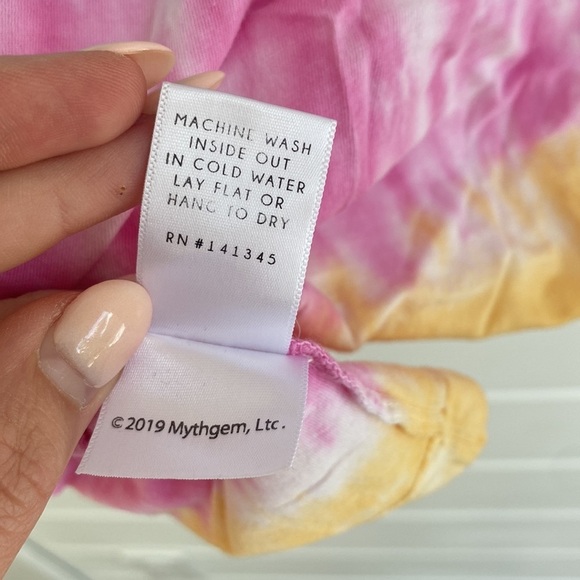 MACHINE WASH
INSIDE OUT
IN COLD WATER
LAY FLAT OR
HANG TO DRY
RN #141345
©2019 Mythgem, Ltc.